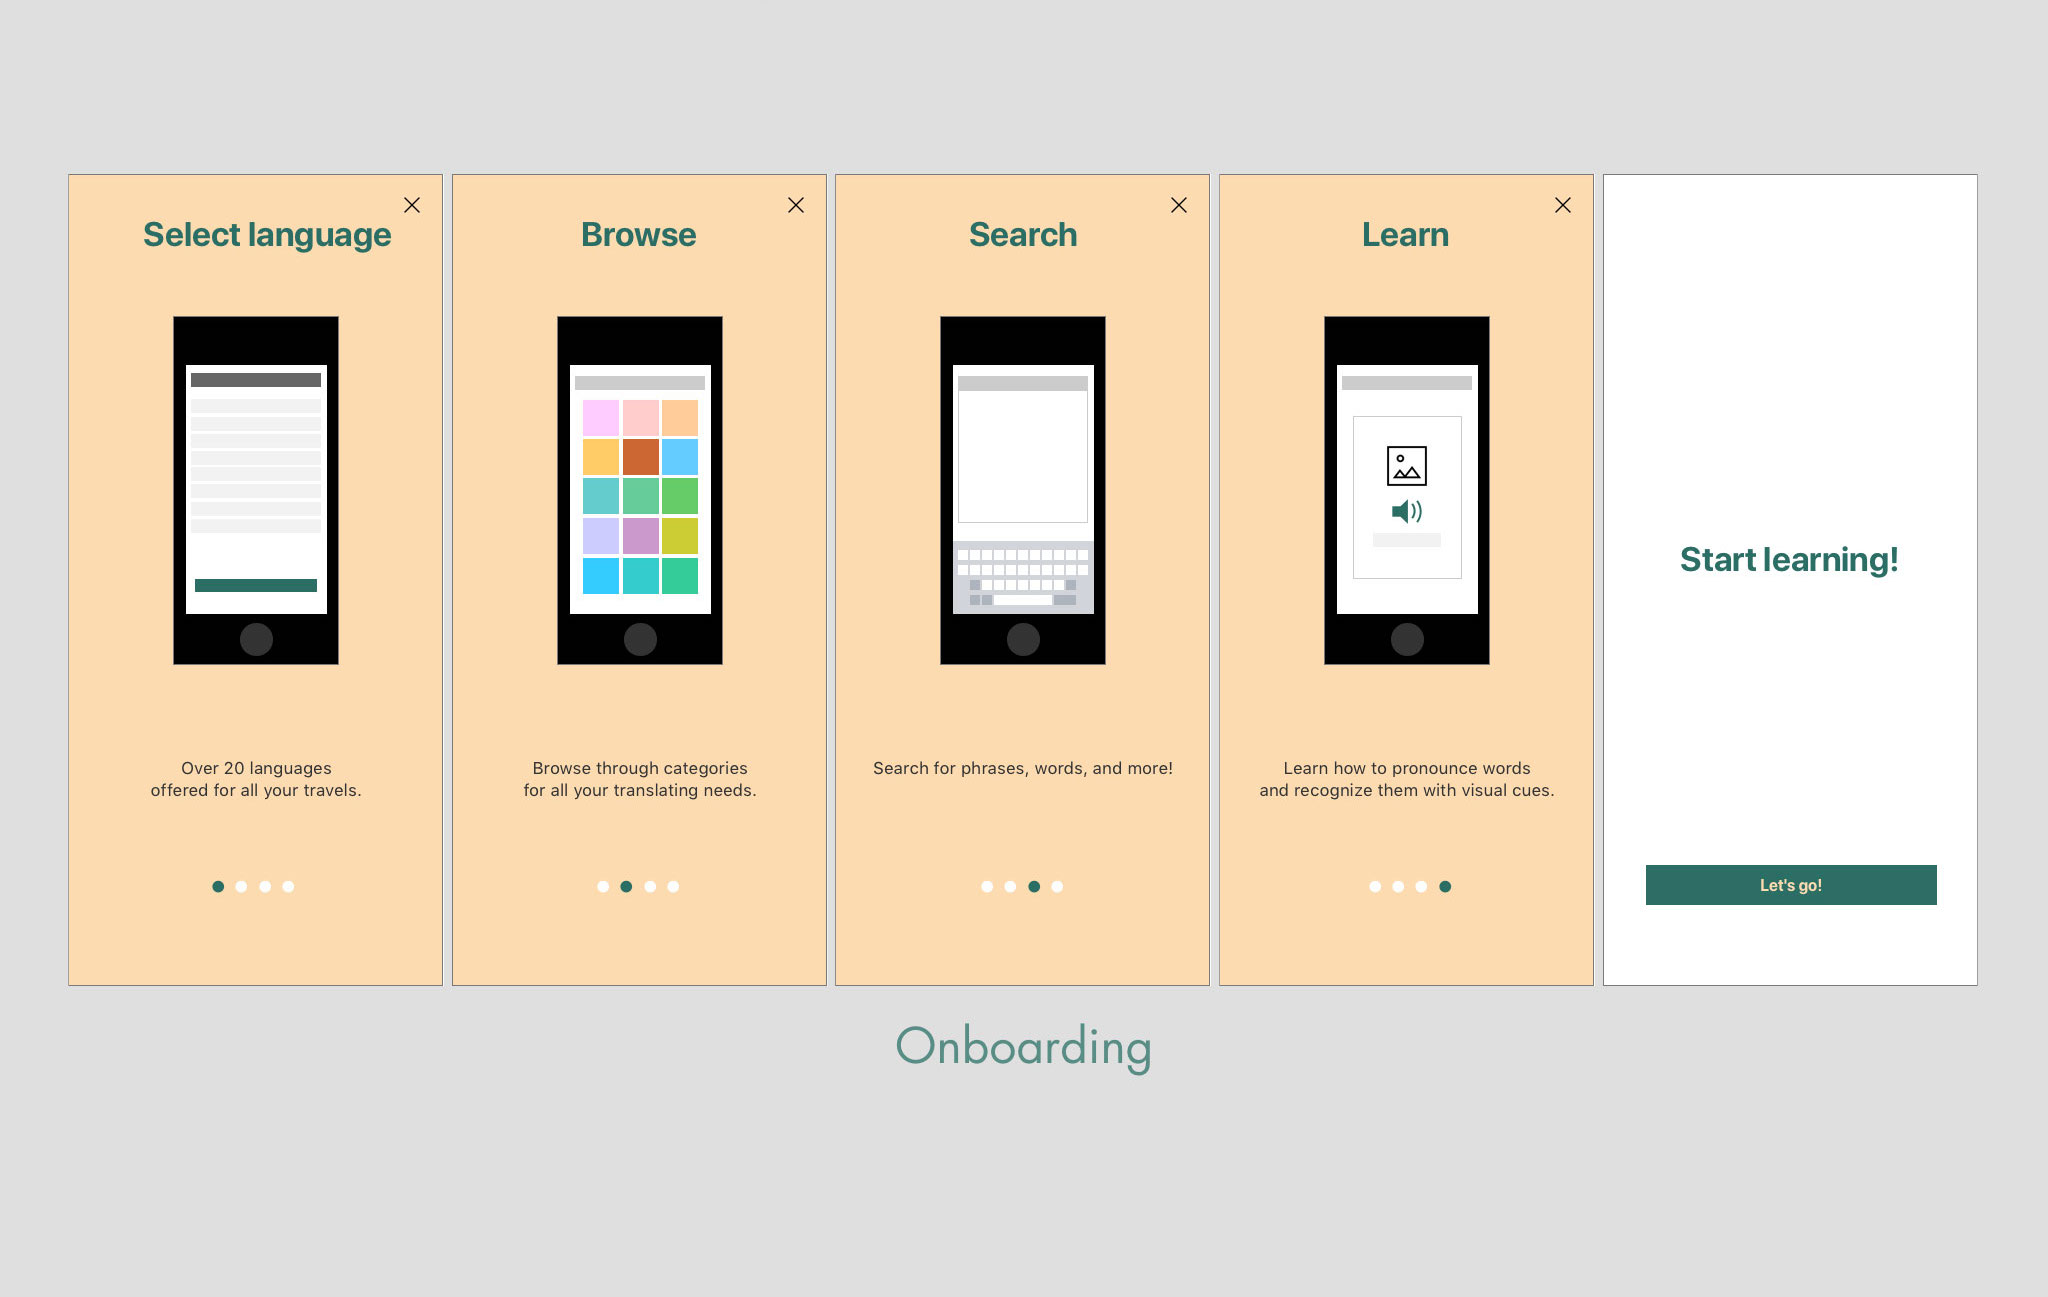 Select language
Over 20 languages
offered for all your travels.
Browse
Browse through categories
for all your translating needs.
Search
Search for phrases, words, and more!
Learn
Learn how to pronounce words
and recognize them with visual cues.
Start learning!
Let's go!
Onboarding